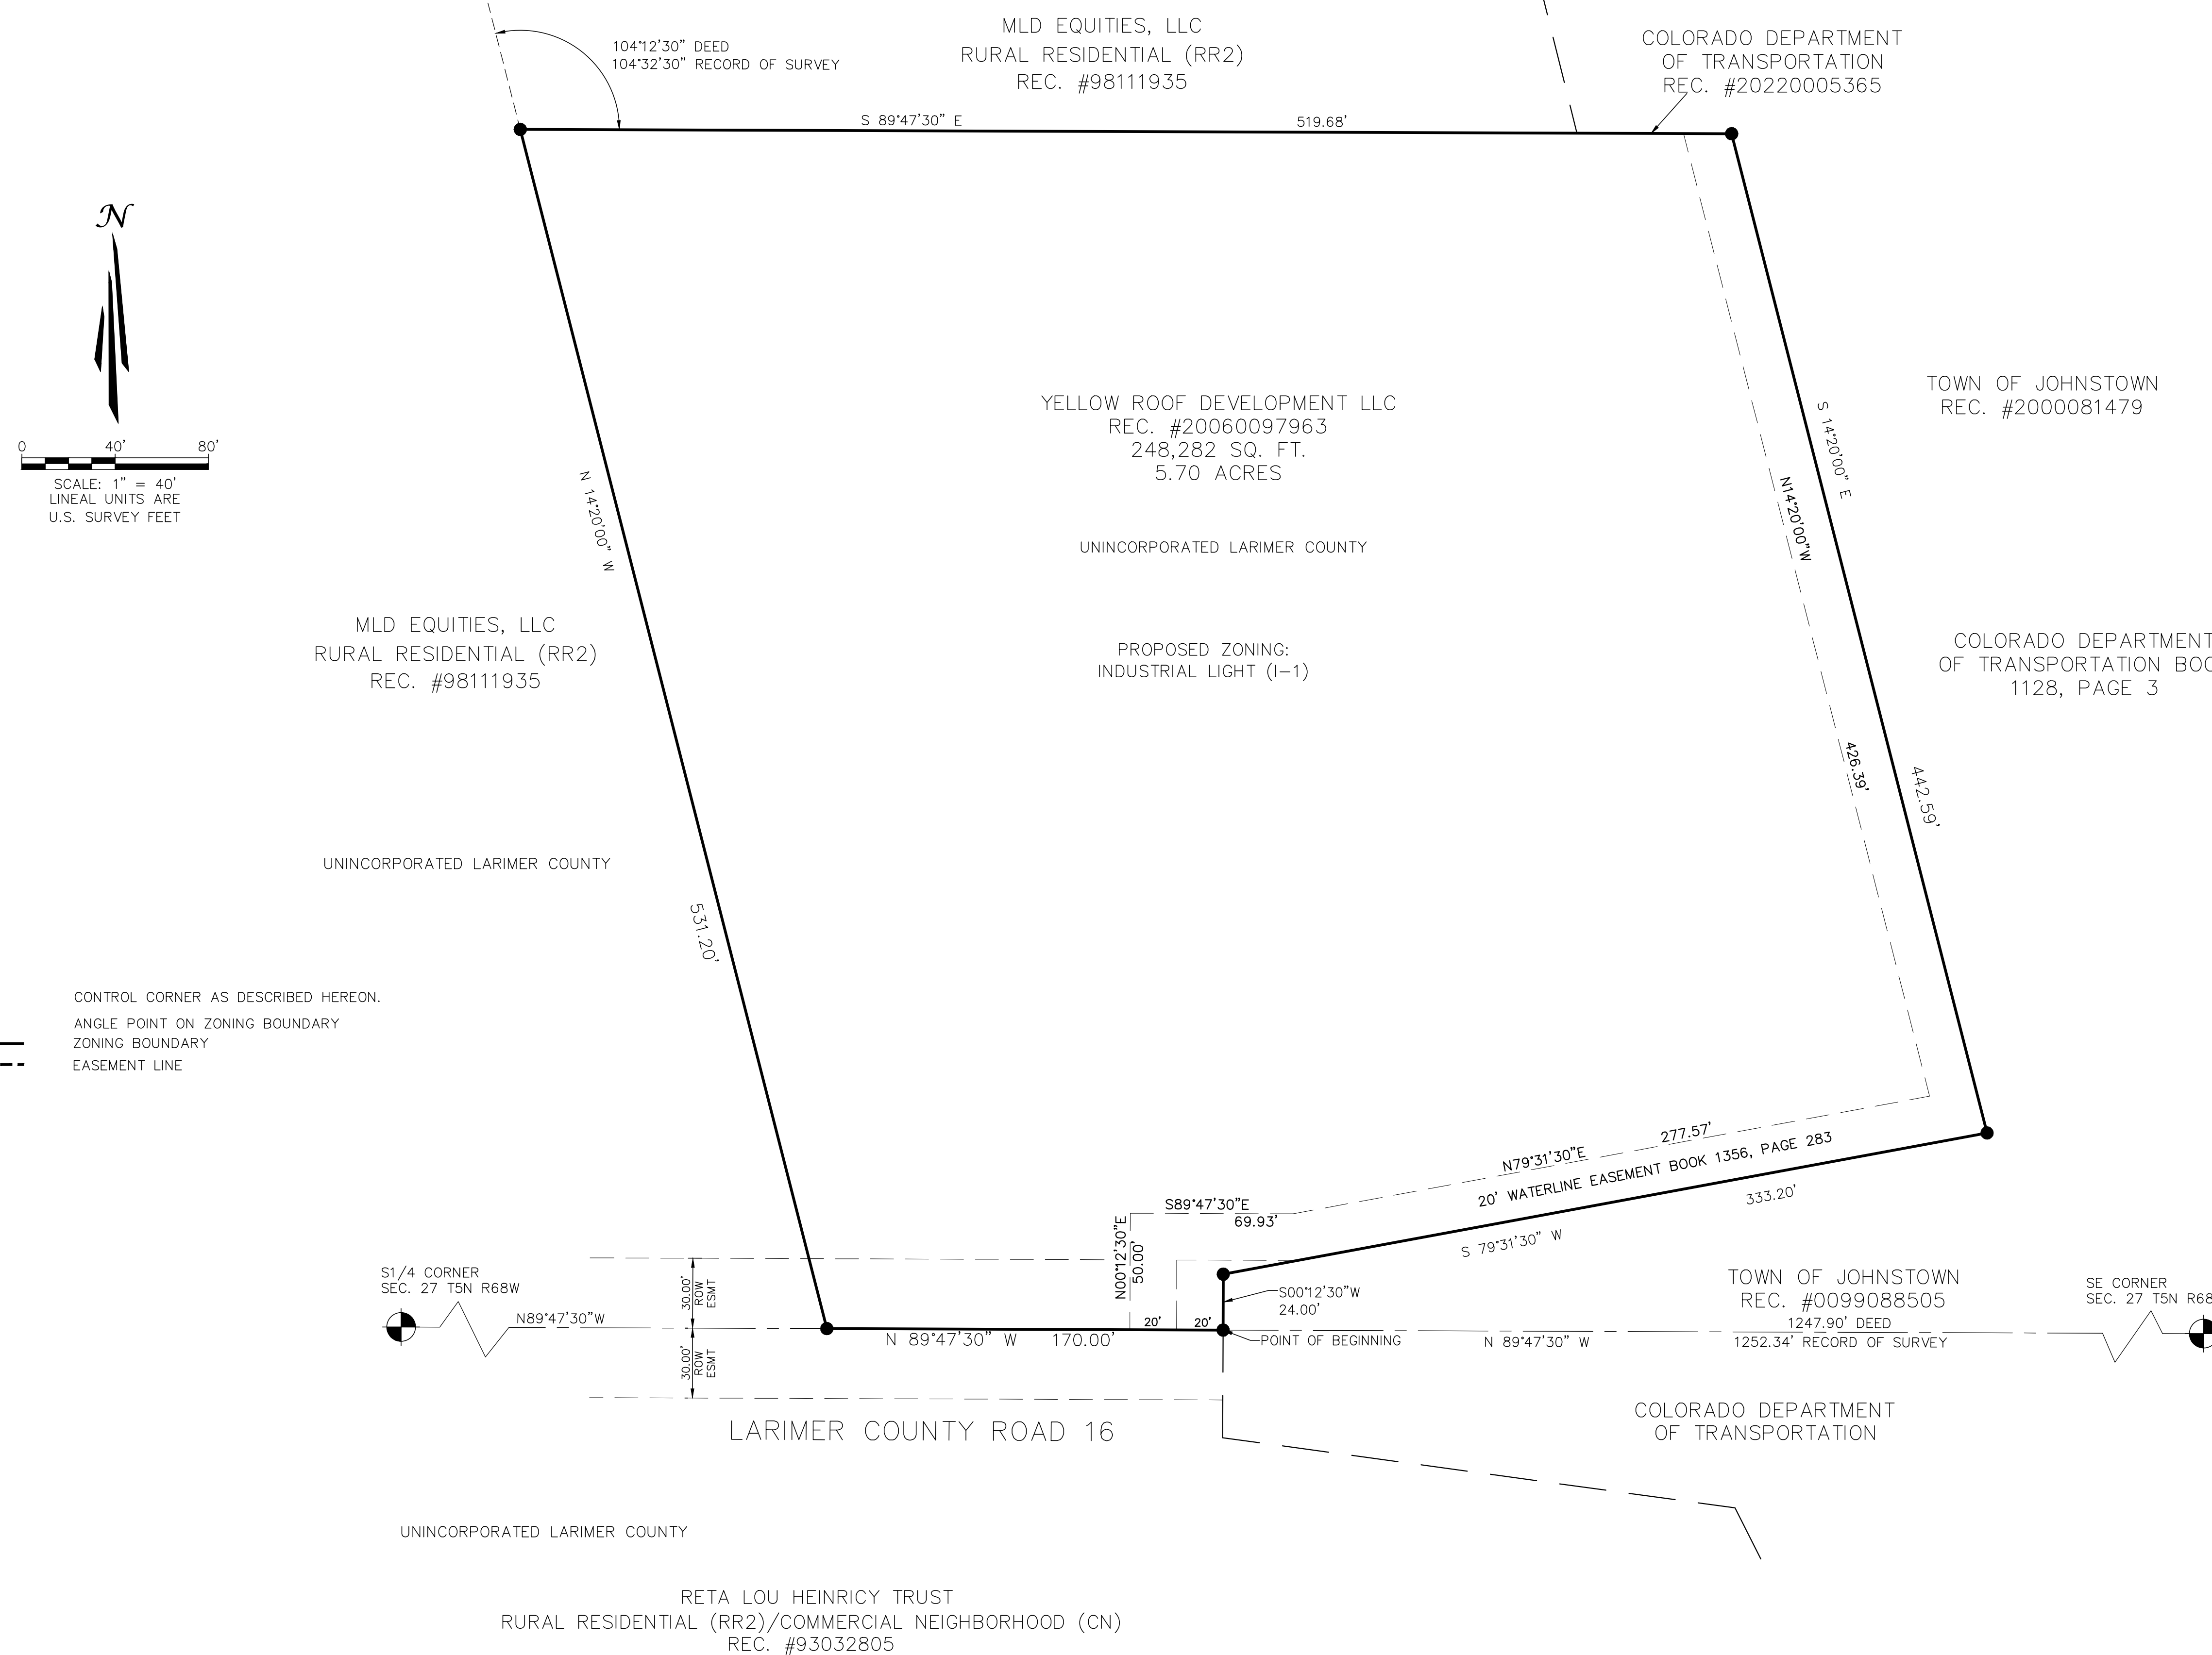 MLD EQUITIES, LLC
RURAL RESIDENTIAL (RR2)
REC. #98111935
104°12'30" DEED
104°32'30" RECORD OF SURVEY
COLORADO DEPARTMENT
OF TRANSPORTATION
REC. #20220005365
S 89°47'30" E
519.68'
N
0 40' 80'
SCALE: 1" = 40'
LINEAL UNITS ARE
U.S. SURVEY FEET
YELLOW ROOF DEVELOPMENT LLC
REC. #20060097963
248,282 SQ. FT.
5.70 ACRES
UNINCORPORATED LARIMER COUNTY
PROPOSED ZONING:
INDUSTRIAL LIGHT (I-1)
TOWN OF JOHNSTOWN
REC. #2000081479
S 14°20'00" E
442.59'
N14°20'00"W
426.39'
N 14°20'00" W
531.20'
MLD EQUITIES, LLC
RURAL RESIDENTIAL (RR2)
REC. #98111935
COLORADO DEPARTMENT
OF TRANSPORTATION
1128, PAGE 3
UNINCORPORATED LARIMER COUNTY
CONTROL CORNER AS DESCRIBED HEREON.
ANGLE POINT ON ZONING BOUNDARY
ZONING BOUNDARY
EASEMENT LINE
N79°31'30"E
277.57'
20' WATERLINE EASEMENT BOOK 1356, PAGE 283
S 79°31'30" W
333.20'
S89°47'30"E
69.93'
N00°12'30"E
50.00'
S1/4 CORNER
SEC. 27 T5N R68W
N89°47'30"W
30.00'
ROW
ESMT
30.00'
ROW
ESMT
N 89°47'30" W 170.00'
20' 20'
S00°12'30"W
24.00'
POINT OF BEGINNING
TOWN OF JOHNSTOWN
REC. #0099088505
N 89°47'30" W
1247.90' DEED
1252.34' RECORD OF SURVEY
SE CORNER
SEC. 27 T5N R68
LARIMER COUNTY ROAD 16
COLORADO DEPARTMENT
OF TRANSPORTATION
UNINCORPORATED LARIMER COUNTY
RETA LOU HEINRICY TRUST
RURAL RESIDENTIAL (RR2)/COMMERCIAL NEIGHBORHOOD (CN)
REC. #93032805